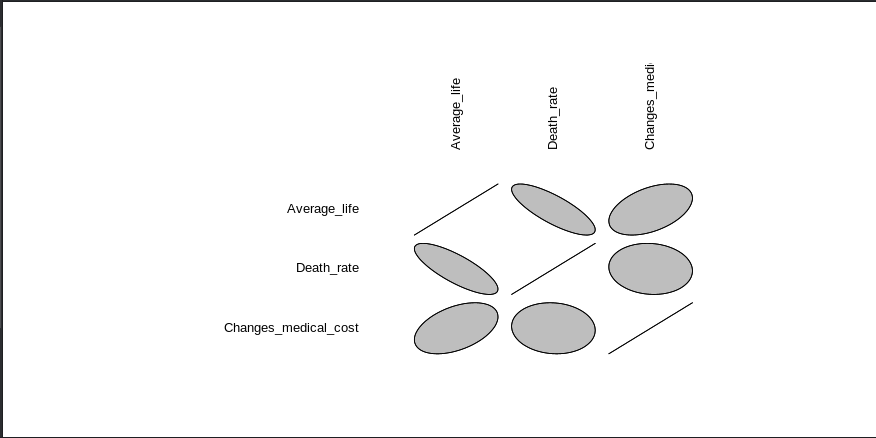 Average_life
Death_rate
Changes_medi
Average_life
Death_rate
Changes_medical_cost